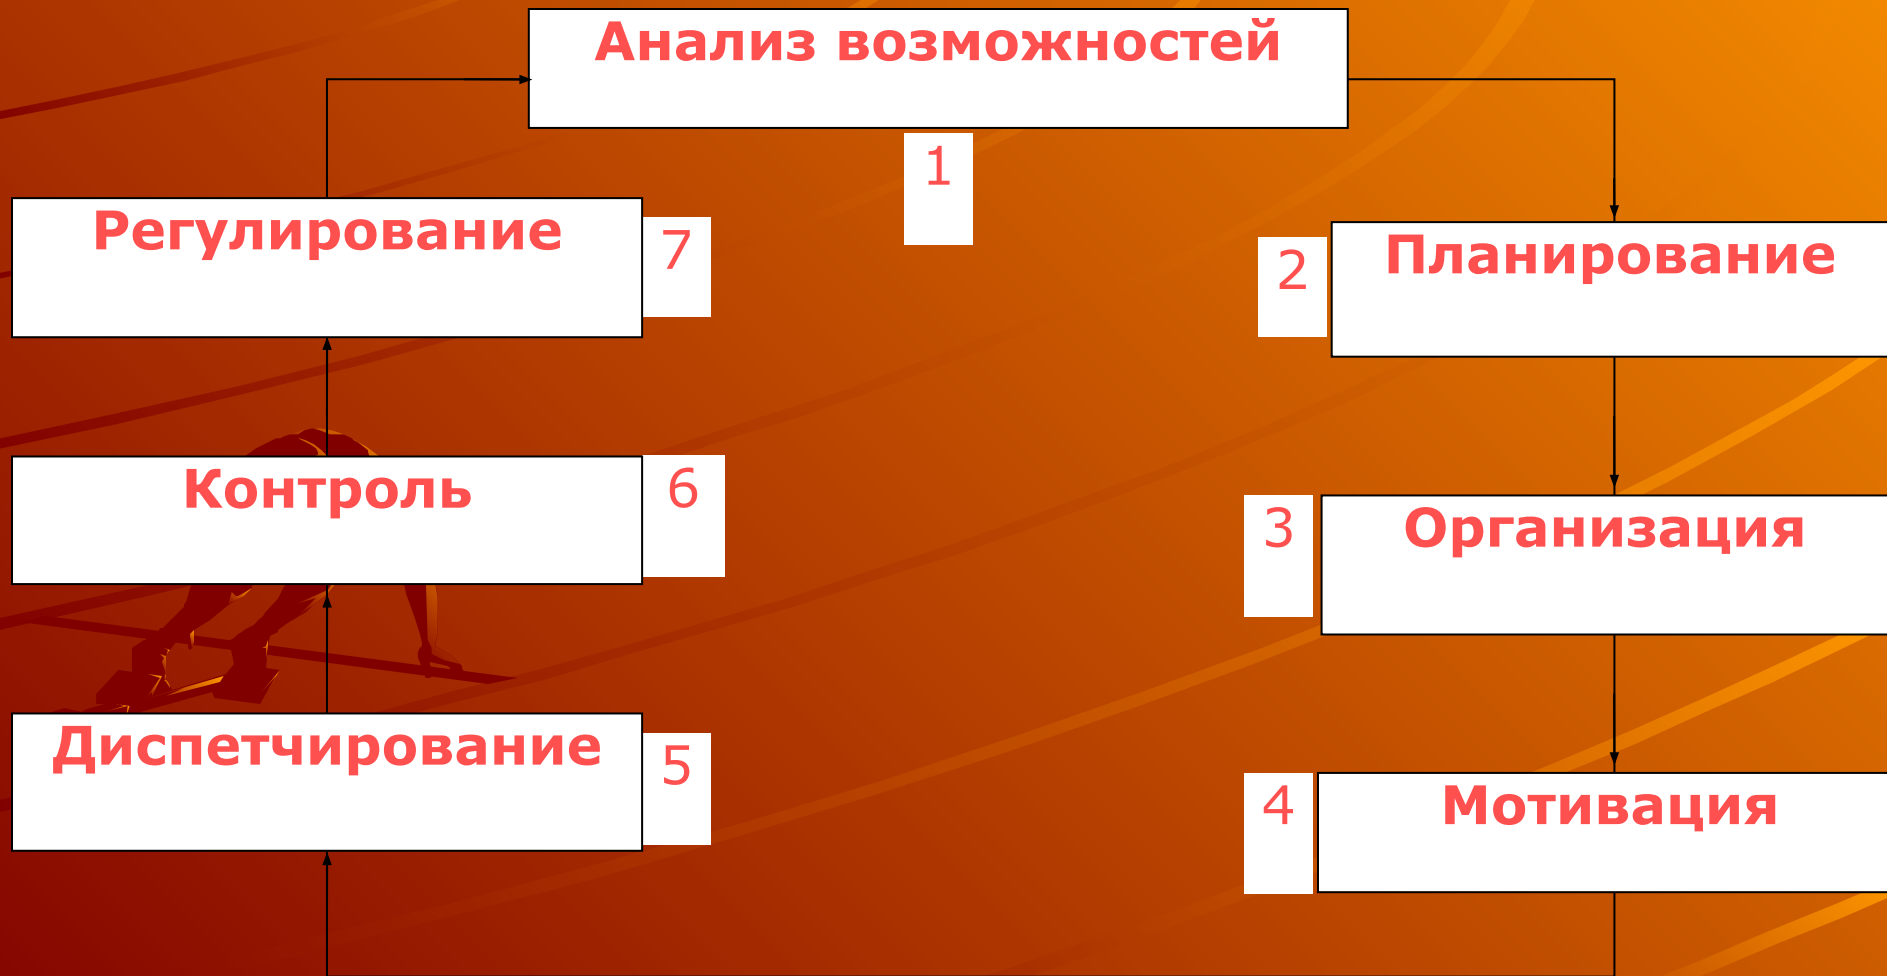 Анализ возможностей
1
Регулирование
7
2
Планирование
Контроль
6
3
Организация
Диспетчирование
5
4
Мотивация